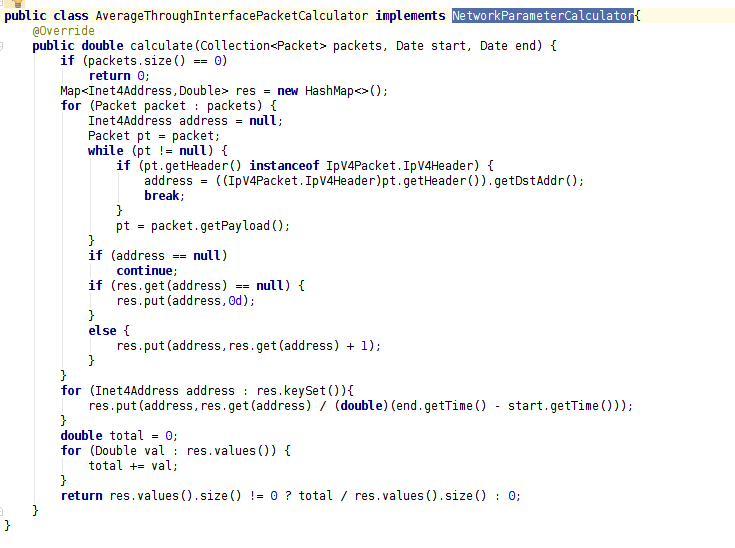 public class AverageThroughInterfacePacketCalculator implements NetworkParameterCalculator{
    @Override
    public double calculate(Collection<Packet> packets, Date start, Date end) {
        if (packets.size() == 0)
            return 0;
        Map<Inet4Address,Double> res = new HashMap<>();
        for (Packet packet : packets) {
            Inet4Address address = null;
            Packet pt = packet;
            while (pt != null) {
                if (pt.getHeader() instanceof IpV4Packet.IpV4Header) {
                    address = ((IpV4Packet.IpV4Header)pt.getHeader()).getDstAddr();
                    break;
                }
                pt = packet.getPayload();
            }
            if (address == null)
                continue;
            if (res.get(address) == null) {
                res.put(address,0d);
            }
            else {
                res.put(address,res.get(address) + 1);
            }
        }
        for (Inet4Address address : res.keySet()){
            res.put(address,res.get(address) / (double)(end.getTime() - start.getTime()));
        }
        double total = 0;
        for (Double val : res.values()) {
            total += val;
        }
        return res.values().size() != 0 ? total / res.values().size() : 0;
    }
}